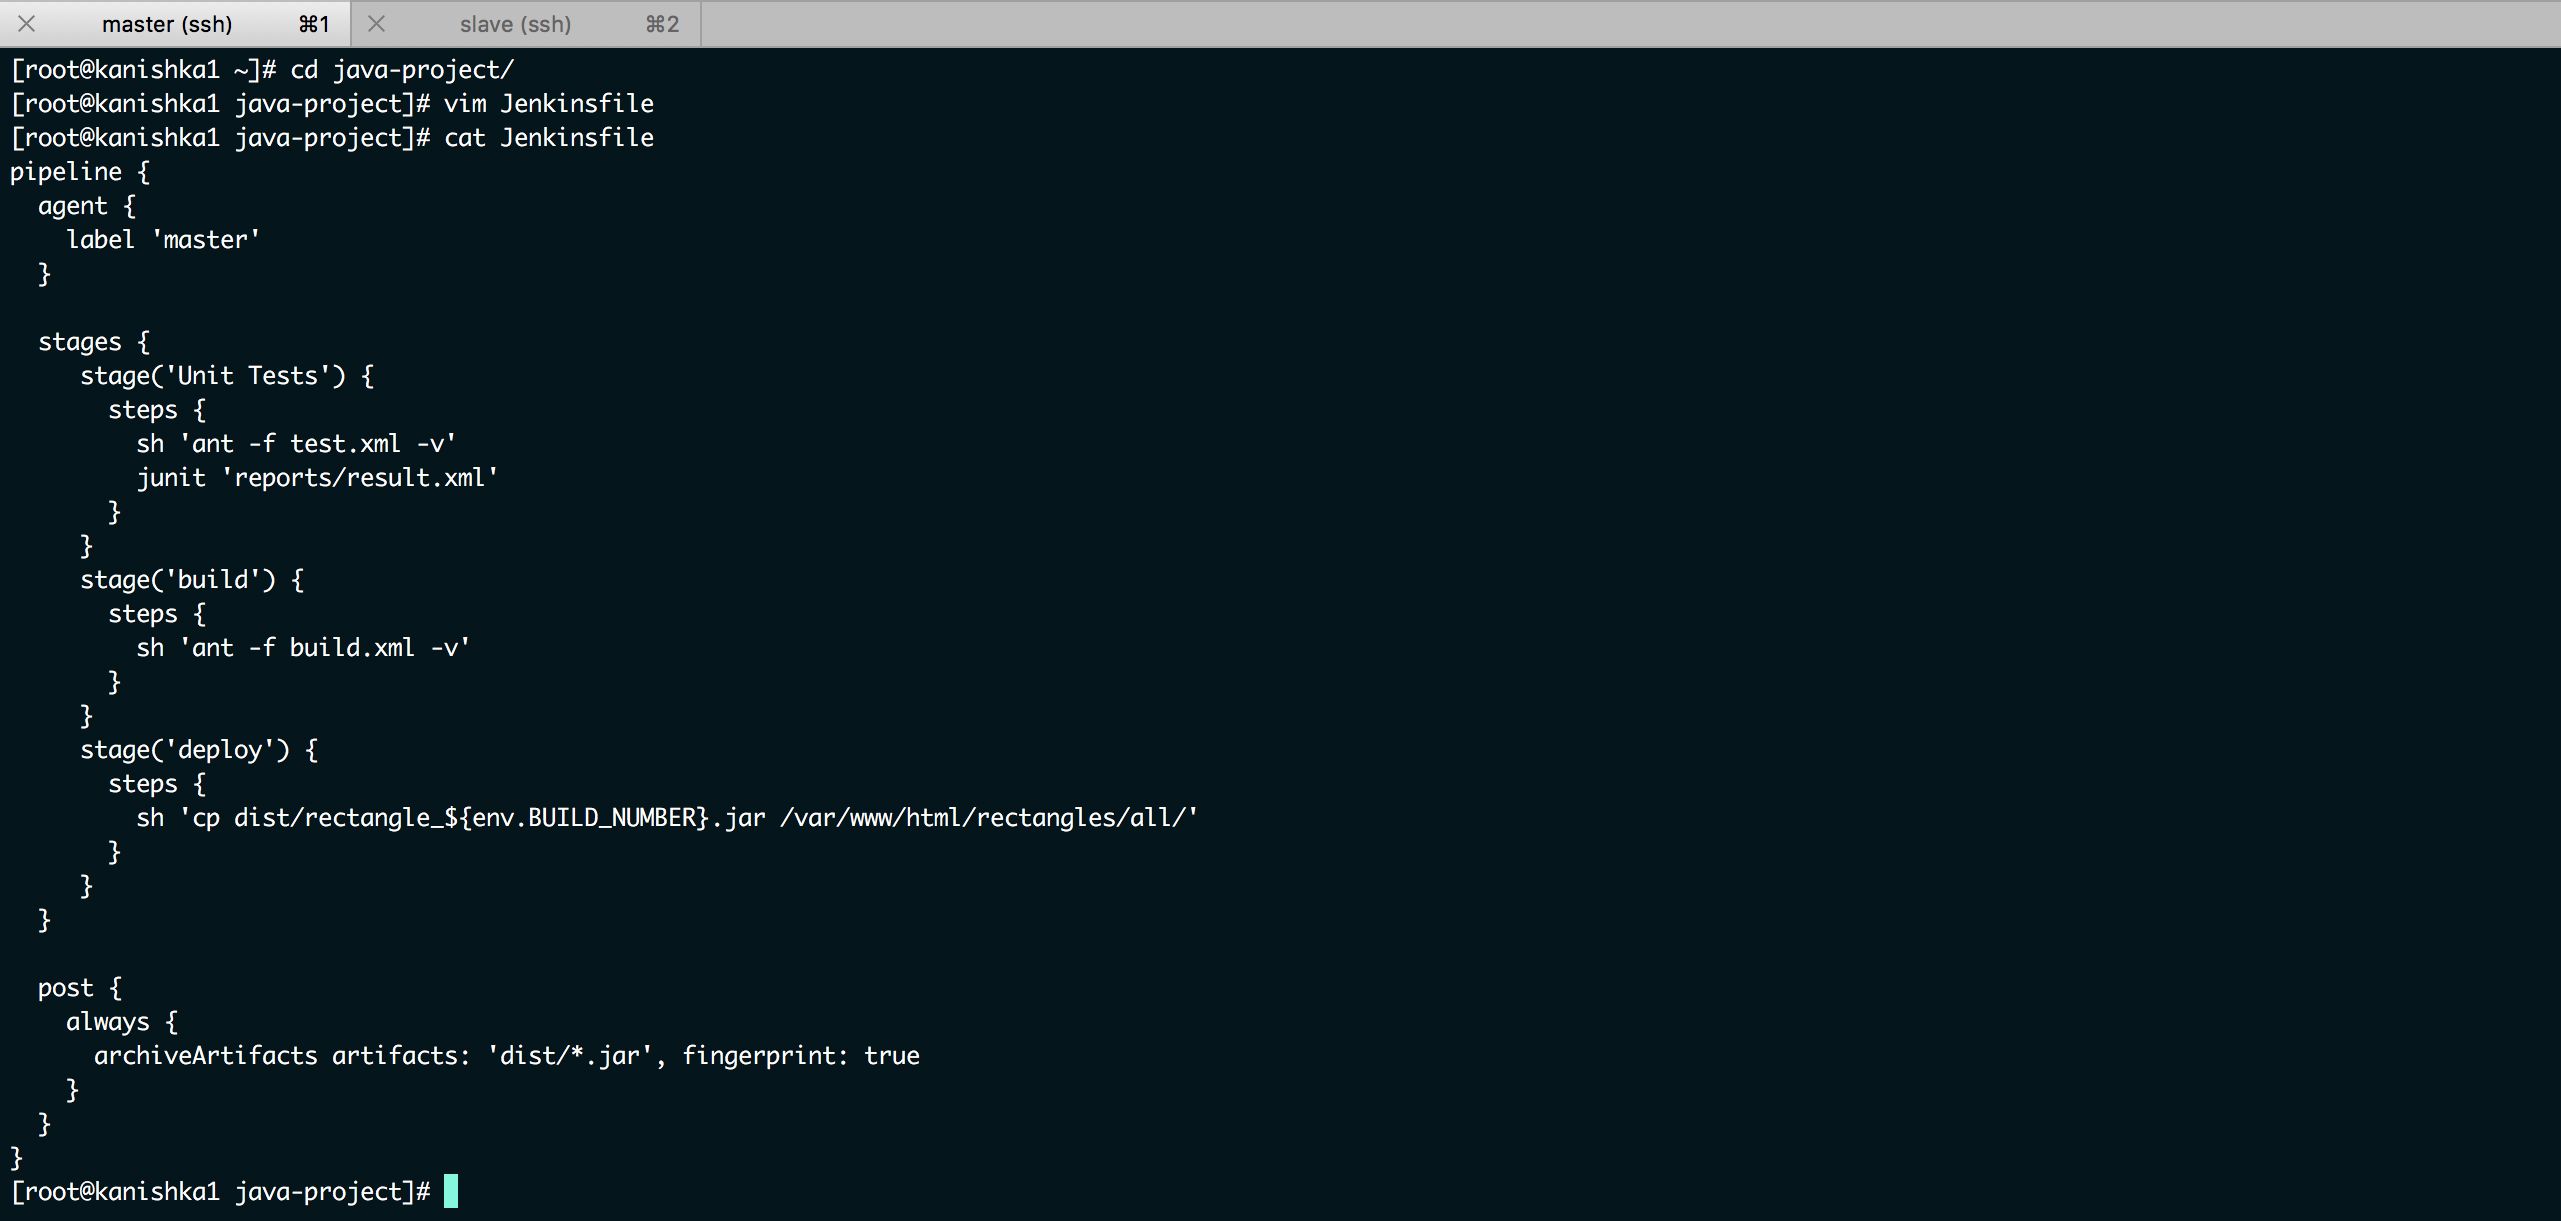 master (ssh) ⌘1 slave (ssh) ⌘2
[root@kanishka1 ~]# cd java-project/
[root@kanishka1 java-project]# vim Jenkinsfile
[root@kanishka1 java-project]# cat Jenkinsfile
pipeline {
  agent {
    label 'master'
  }

  stages {
     stage('Unit Tests') {
       steps {
         sh 'ant -f test.xml -v'
         junit 'reports/result.xml'
       }
     }
     stage('build') {
       steps {
         sh 'ant -f build.xml -v'
       }
     }
     stage('deploy') {
       steps {
         sh 'cp dist/rectangle_${env.BUILD_NUMBER}.jar /var/www/html/rectangles/all/'
       }
     }
  }

  post {
    always {
      archiveArtifacts artifacts: 'dist/*.jar', fingerprint: true
    }
  }
}
[root@kanishka1 java-project]#